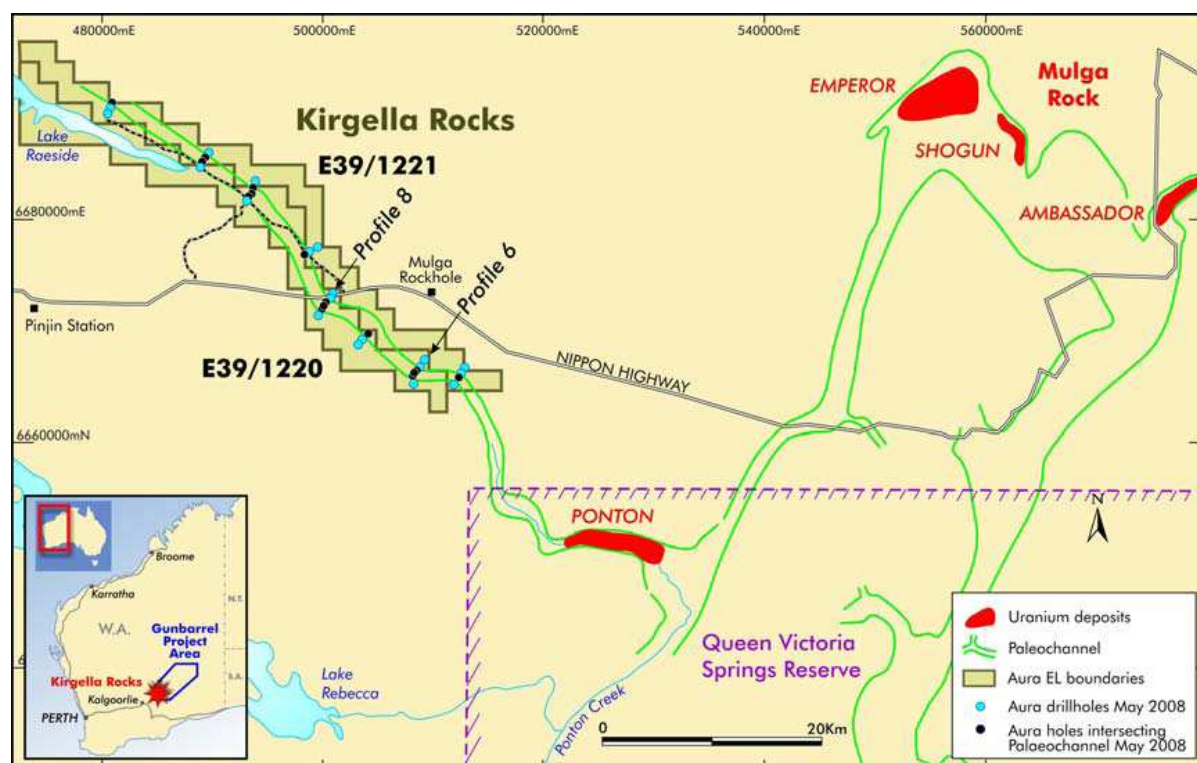 480000mE
500000mE
520000mE
540000mE
560000mE
EMPEROR
Mulga
Rock
Kirgella Rocks
Lake
Raeside
E39/1221
SHOGUN
AMBASSADOR
6680000mE
Profile 8
Mulga
Rockhole
Profile 6
Pinjin Station
E39/1220
NIPPON HIGHWAY
6660000mN
PONTON
N
Queen Victoria
Springs Reserve
Lake
Rebecca
Ponton Creek
0
20Km
Broome
Karratha
N.T.
W.A.
Gunbarrel
Project
Area
S.A.
Kirgella Rocks
Kalgoorlie
PERTH
Uranium deposits
Paleochannel
Aura EL boundaries
Aura drillholes May 2008
Aura holes intersecting
Palaeochannel May 2008